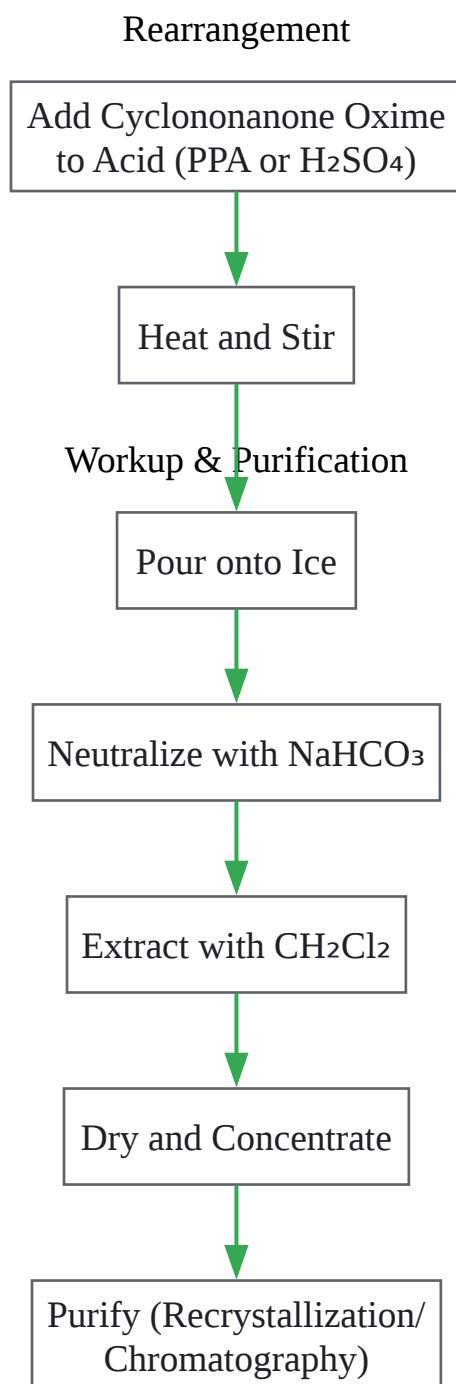 Rearrangement
Add Cyclononanone Oxime
to Acid (PPA or H₂SO₄)
Heat and Stir
Workup & Purification
Pour onto Ice
Neutralize with NaHCO₃
Extract with CH₂Cl₂
Dry and Concentrate
Purify (Recrystallization/
Chromatography)